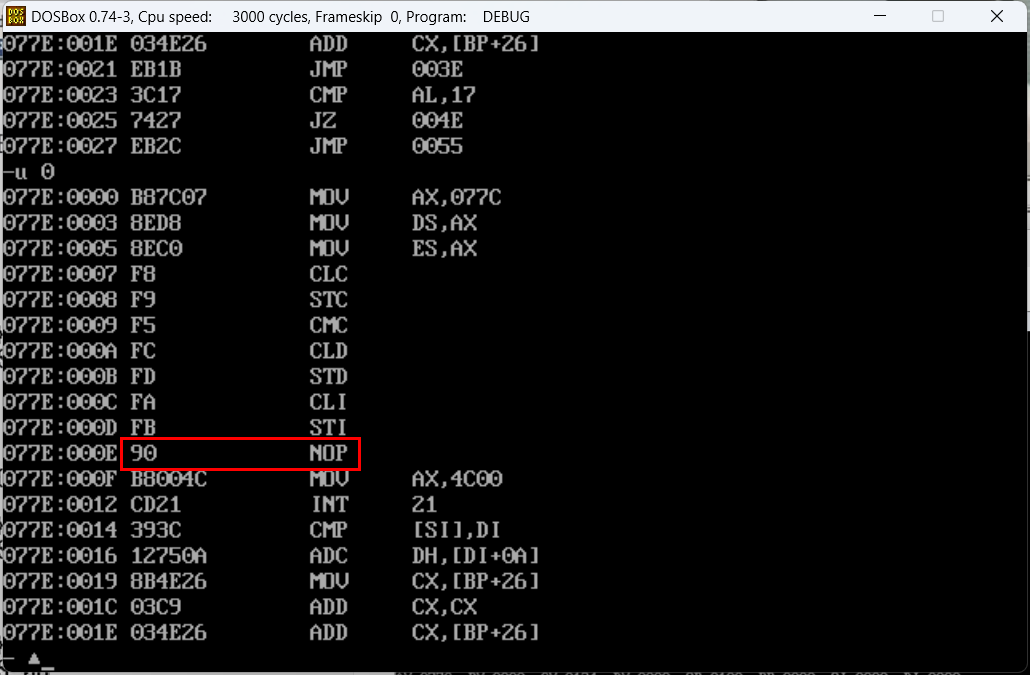 DOS BOX DOSBox 0.74-3, Cpu speed: 3000 cycles, Frameskip 0, Program: DEBUG
077E:001E 034E26 ADD CX,[BP+26]
077E:0021 EB1B JMP 003E
077E:0023 3C17 CMP AL,17
077E:0025 7427 JZ 004E
077E:0027 EB2C JMP 0055
-u 0
077E:0000 B87C07 MOV AX,077C
077E:0003 8ED8 MOV DS,AX
077E:0005 8EC0 MOV ES,AX
077E:0007 F8 CLC
077E:0008 F9 STC
077E:0009 F5 CMC
077E:000A FC CLD
077E:000B FD STD
077E:000C FA CLI
077E:000D FB STI
077E:000E 90 NOP
077E:000F B8004C MOV AX,4C00
077E:0012 CD21 INT 21
077E:0014 393C CMP [SI],DI
077E:0016 12750A ADC DH,[DI+0A]
077E:0019 8B4E26 MOV CX,[BP+26]
077E:001C 03C9 ADD CX,CX
077E:001E 034E26 ADD CX,[BP+26]
- ▲_